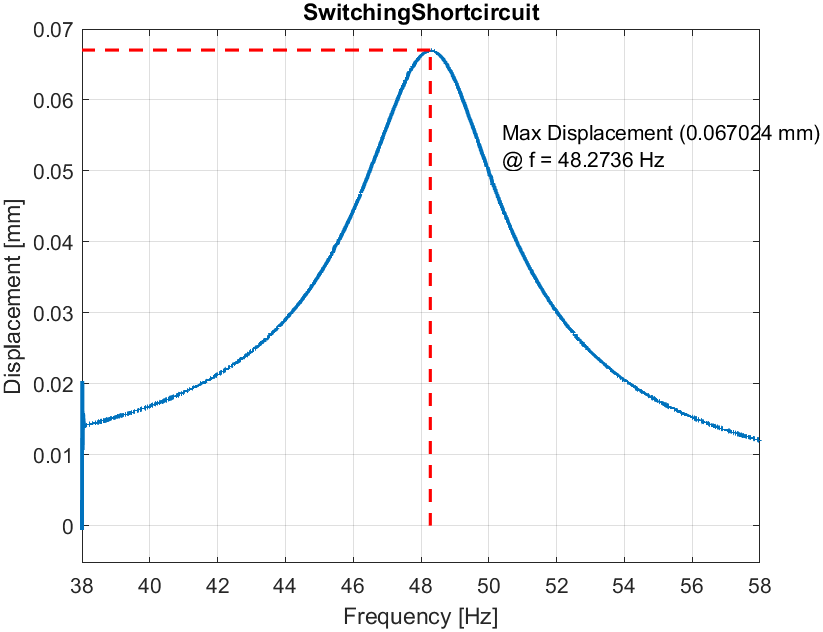 SwitchingShortcircuit
0.07
0.06
0.05
0.04
0.03
0.02
0.01
0
Displacement [mm]
Max Displacement (0.067024 mm)
@ f = 48.2736 Hz
38 40 42 44 46 48 50 52 54 56 58
Frequency [Hz]